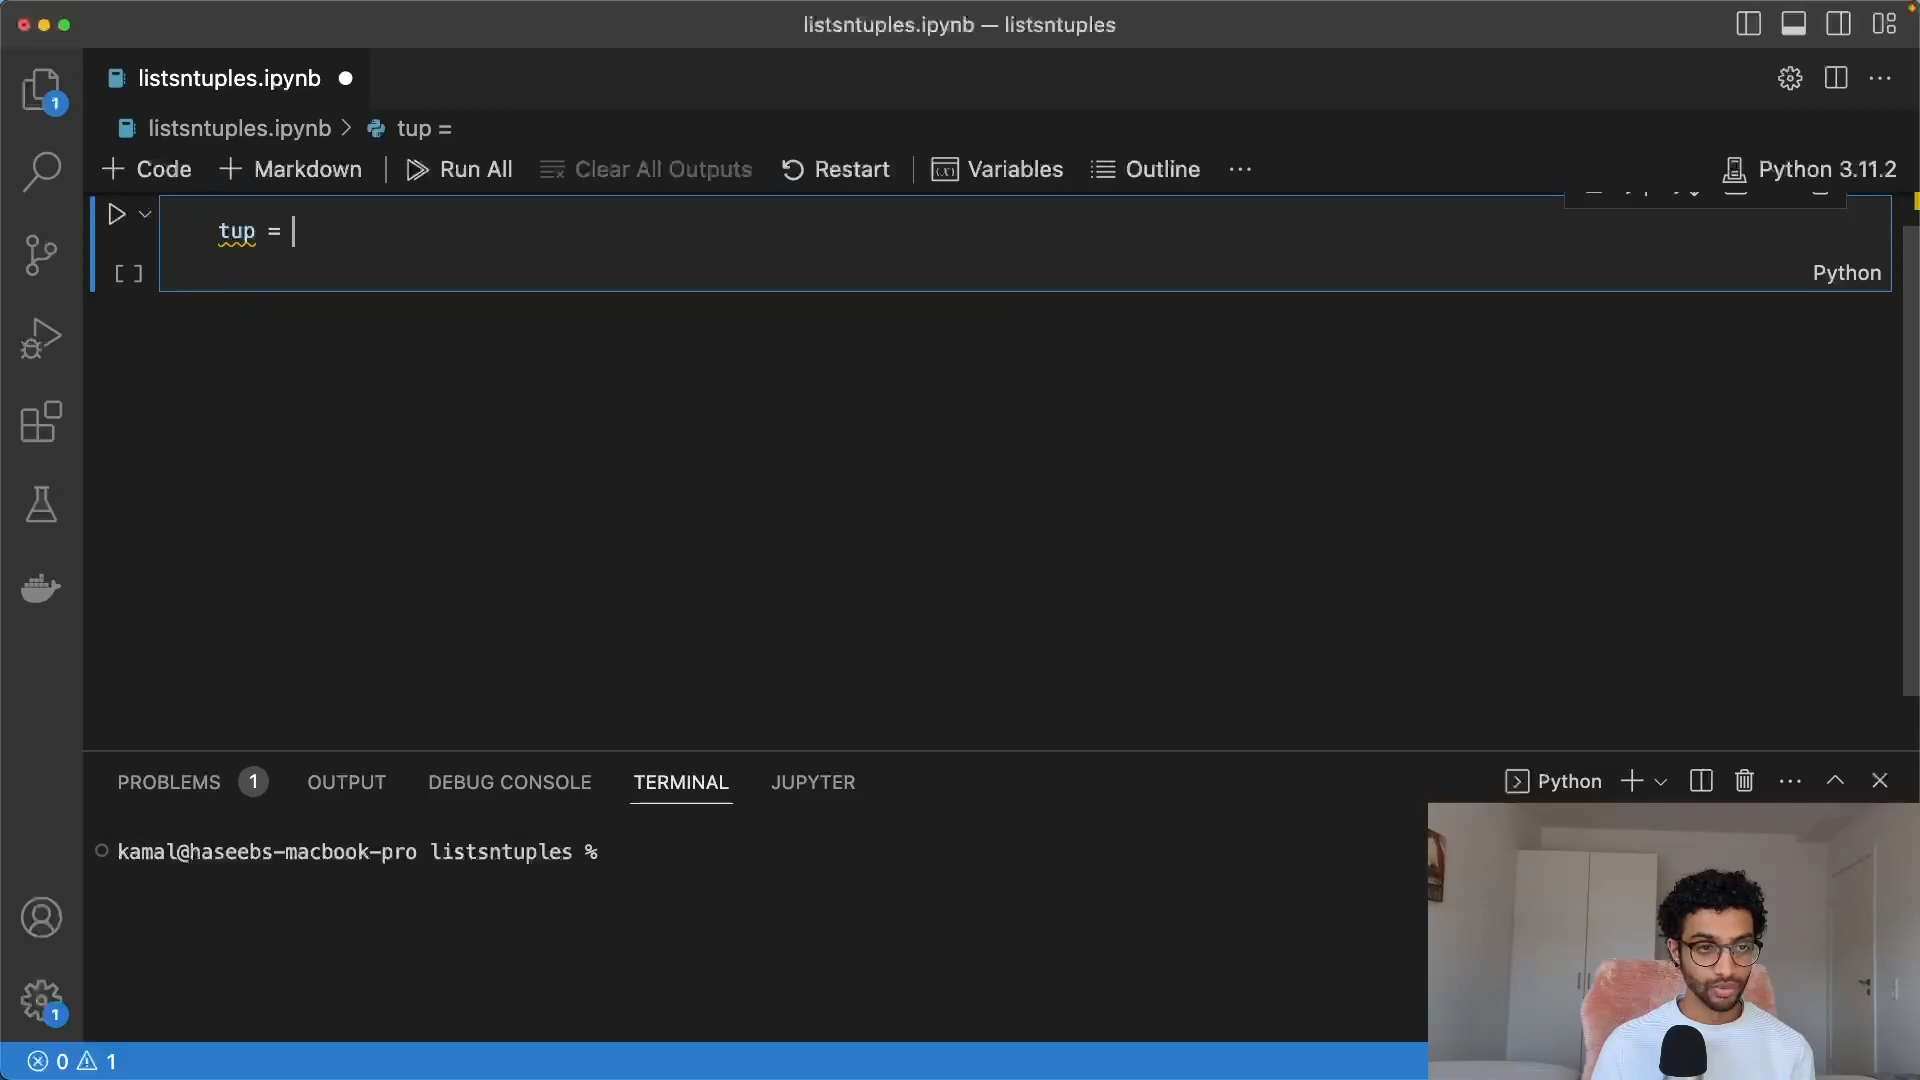 listsntuples.ipynb — listsntuples
listsntuples.ipynb
1
listsntuples.ipynb > tup =
Code Markdown Run All Clear All Outputs Restart Variables Outline ... Python 3.11.2
tup =
[ ]
Python
PROBLEMS 1 OUTPUT DEBUG CONSOLE TERMINAL JUPYTER Python
kamal@haseebs-macbook-pro listsntuples %
1
0 1